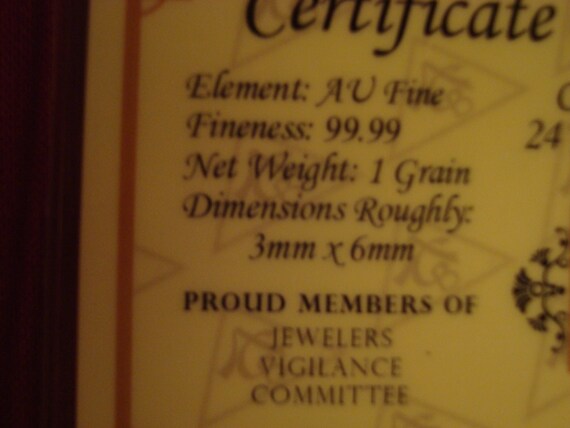 Certificate
Element: AU Fine
Fineness: 99.99
24
Net Weight: 1 Grain
Dimensions Roughly:
3mm x 6mm
PROUD MEMBERS OF
JEWELERS
VIGILANCE
COMMITTEE